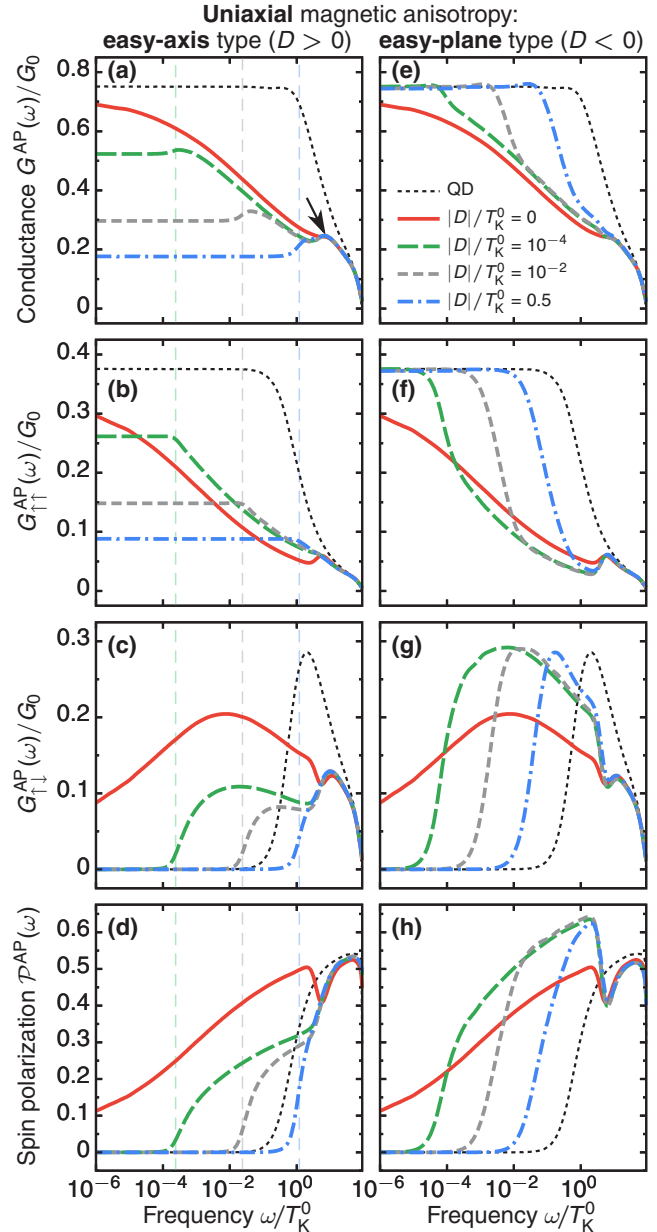 Uniaxial magnetic anisotropy:
easy-axis type (D > 0) easy-plane type (D < 0)
Conductance G^AP(ω)/G_0
0.8
0.6
0.4
0.2
0
(a)
(e)
QD
|D|/T_K^0 = 0
|D|/T_K^0 = 10^−4
|D|/T_K^0 = 10^−2
|D|/T_K^0 = 0.5
G_↑↑^AP(ω)/G_0
0.4
0.3
0.2
0.1
0
(b)
(f)
G_↑↓^AP(ω)/G_0
0.3
0.2
0.1
0
(c)
(g)
Spin polarization 𝒫^AP(ω)
0.6
0.5
0.4
0.3
0.2
0.1
0
(d)
(h)
10^−6 10^−4 10^−2 10^0 10^−6 10^−4 10^−2 10^0
Frequency ω/T_K^0 Frequency ω/T_K^0